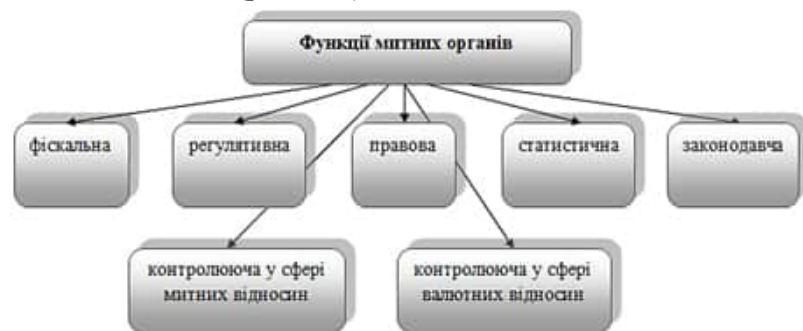 Функції митних органів
фіскальна
регулятивна
правова
статистична
законодавча
контролююча у сфері
митних відносин
контролююча у сфері
валютних відносин